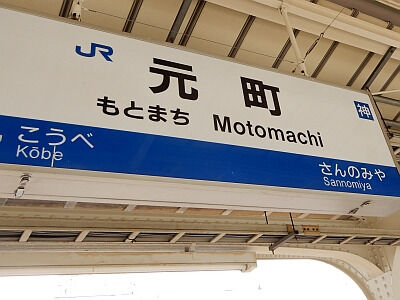 JR 元町 神
もとまち Motomachi
こうべ さんのみや
Kōbe Sannomiya